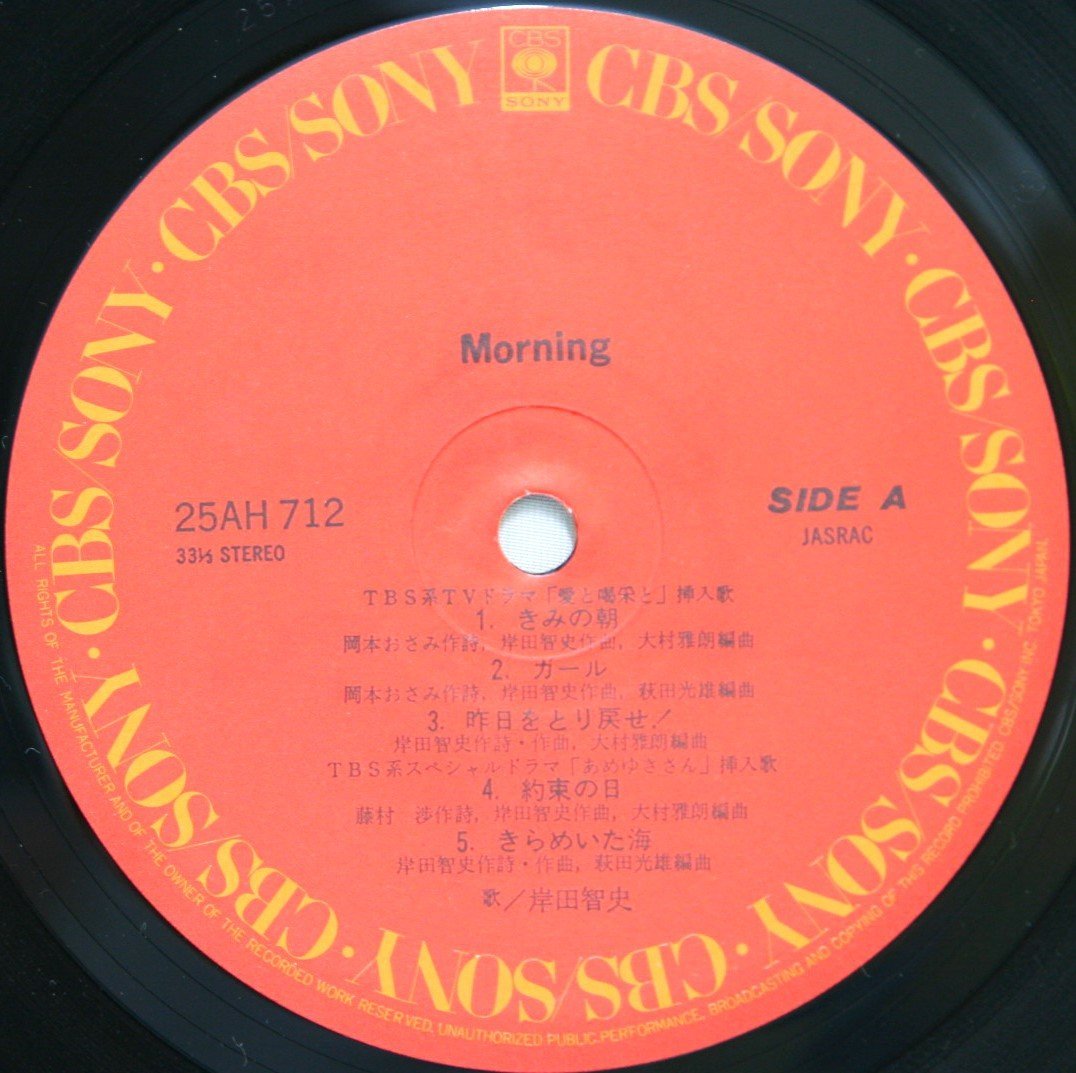 CBS
SONY
CBS/SONY · CBS/SONY · CBS/SONY · CBS/SONY · CBS/SONY · CBS/SONY · CBS/SONY · CBS/SONY · CBS/SONY
Morning
25AH 712
33⅓ STEREO
SIDE A
JASRAC
TBS系TVドラマ「愛と喝采と」挿入歌
1. きみの朝
岡本おさみ作詩, 岸田智史作曲, 大村雅朗編曲
2. ガール
岡本おさみ作詩, 岸田智史作曲, 萩田光雄編曲
3. 昨日をとり戻せ!
岸田智史作詩・作曲, 大村雅朗編曲
TBS系スペシャルドラマ「あめゆきさん」挿入歌
4. 約束の日
藤村 渉作詩, 岸田智史作曲, 大村雅朗編曲
5. きらめいた海
岸田智史作詩・作曲, 萩田光雄編曲
歌/岸田智史
ALL RIGHTS OF THE MANUFACTURER AND OF THE OWNER OF THE RECORDED WORK RESERVED. UNAUTHORIZED PUBLIC PERFORMANCE, BROADCASTING AND COPYING OF THIS RECORD PROHIBITED CBS/SONY INC. TOKYO JAPAN.